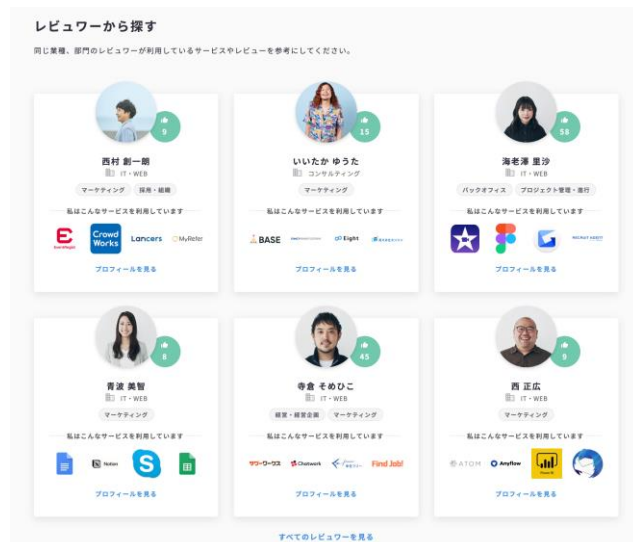 レビュワーから探す
同じ業種、部門のレビュワーが利用しているサービスやレビューを参考にしてください。
9
西村 創一朗
IT・WEB
マーケティング 採用・組織
私はこんなサービスを利用しています
Crowd Works Lancers MyRefer
プロフィールを見る
15
いいたか ゆうた
コンサルティング
マーケティング
私はこんなサービスを利用しています
BASE Eight
プロフィールを見る
58
海老澤 里沙
IT・WEB
バックオフィス プロジェクト管理・進行
私はこんなサービスを利用しています
RECRUIT AGENT
プロフィールを見る
8
青波 美智
IT・WEB
マーケティング
私はこんなサービスを利用しています
Notion S
プロフィールを見る
45
寺倉 そめひこ
IT・WEB
経営・経営企画 マーケティング
私はこんなサービスを利用しています
サワーワークス Chatwork Find Job!
プロフィールを見る
9
西 正広
IT・WEB
マーケティング
私はこんなサービスを利用しています
ATOM Anyflow Power BI
プロフィールを見る
すべてのレビュワーを見る